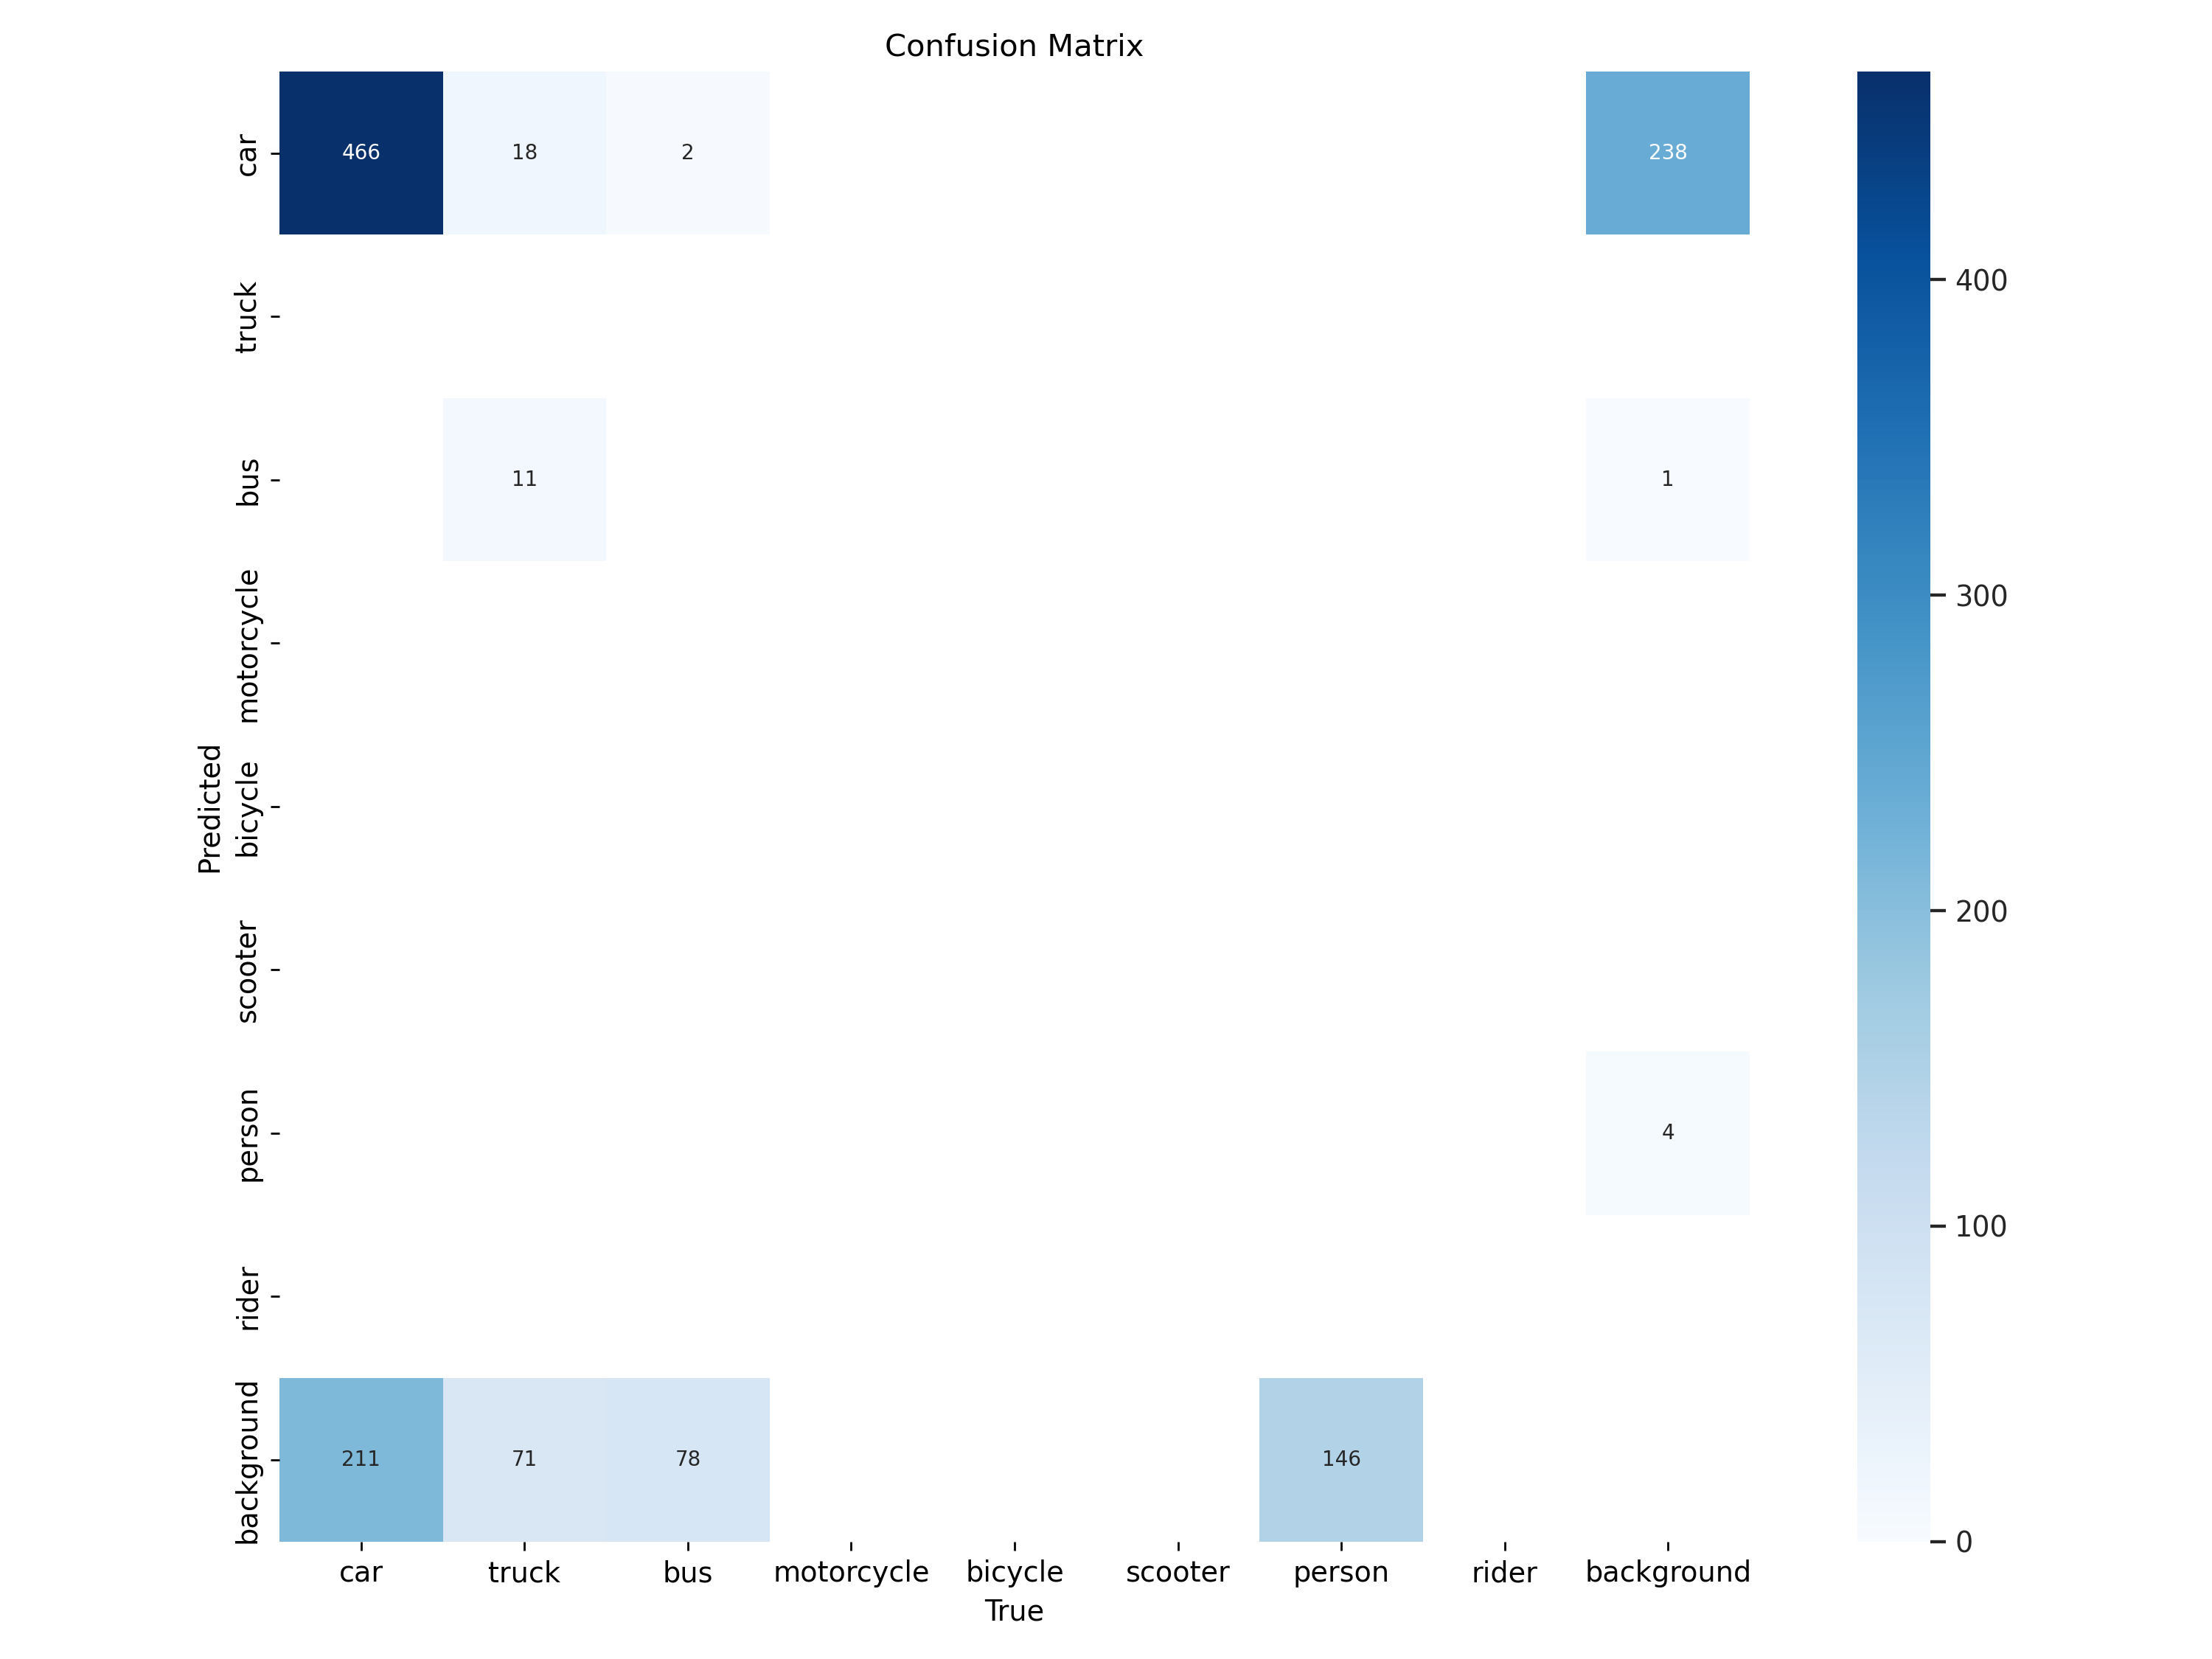 Confusion Matrix
car
466
18
2
238
truck
bus
11
1
motorcycle
bicycle
scooter
person
4
rider
background
211
71
78
146
Predicted
car
truck
bus
motorcycle
bicycle
scooter
person
rider
background
True
400
300
200
100
0